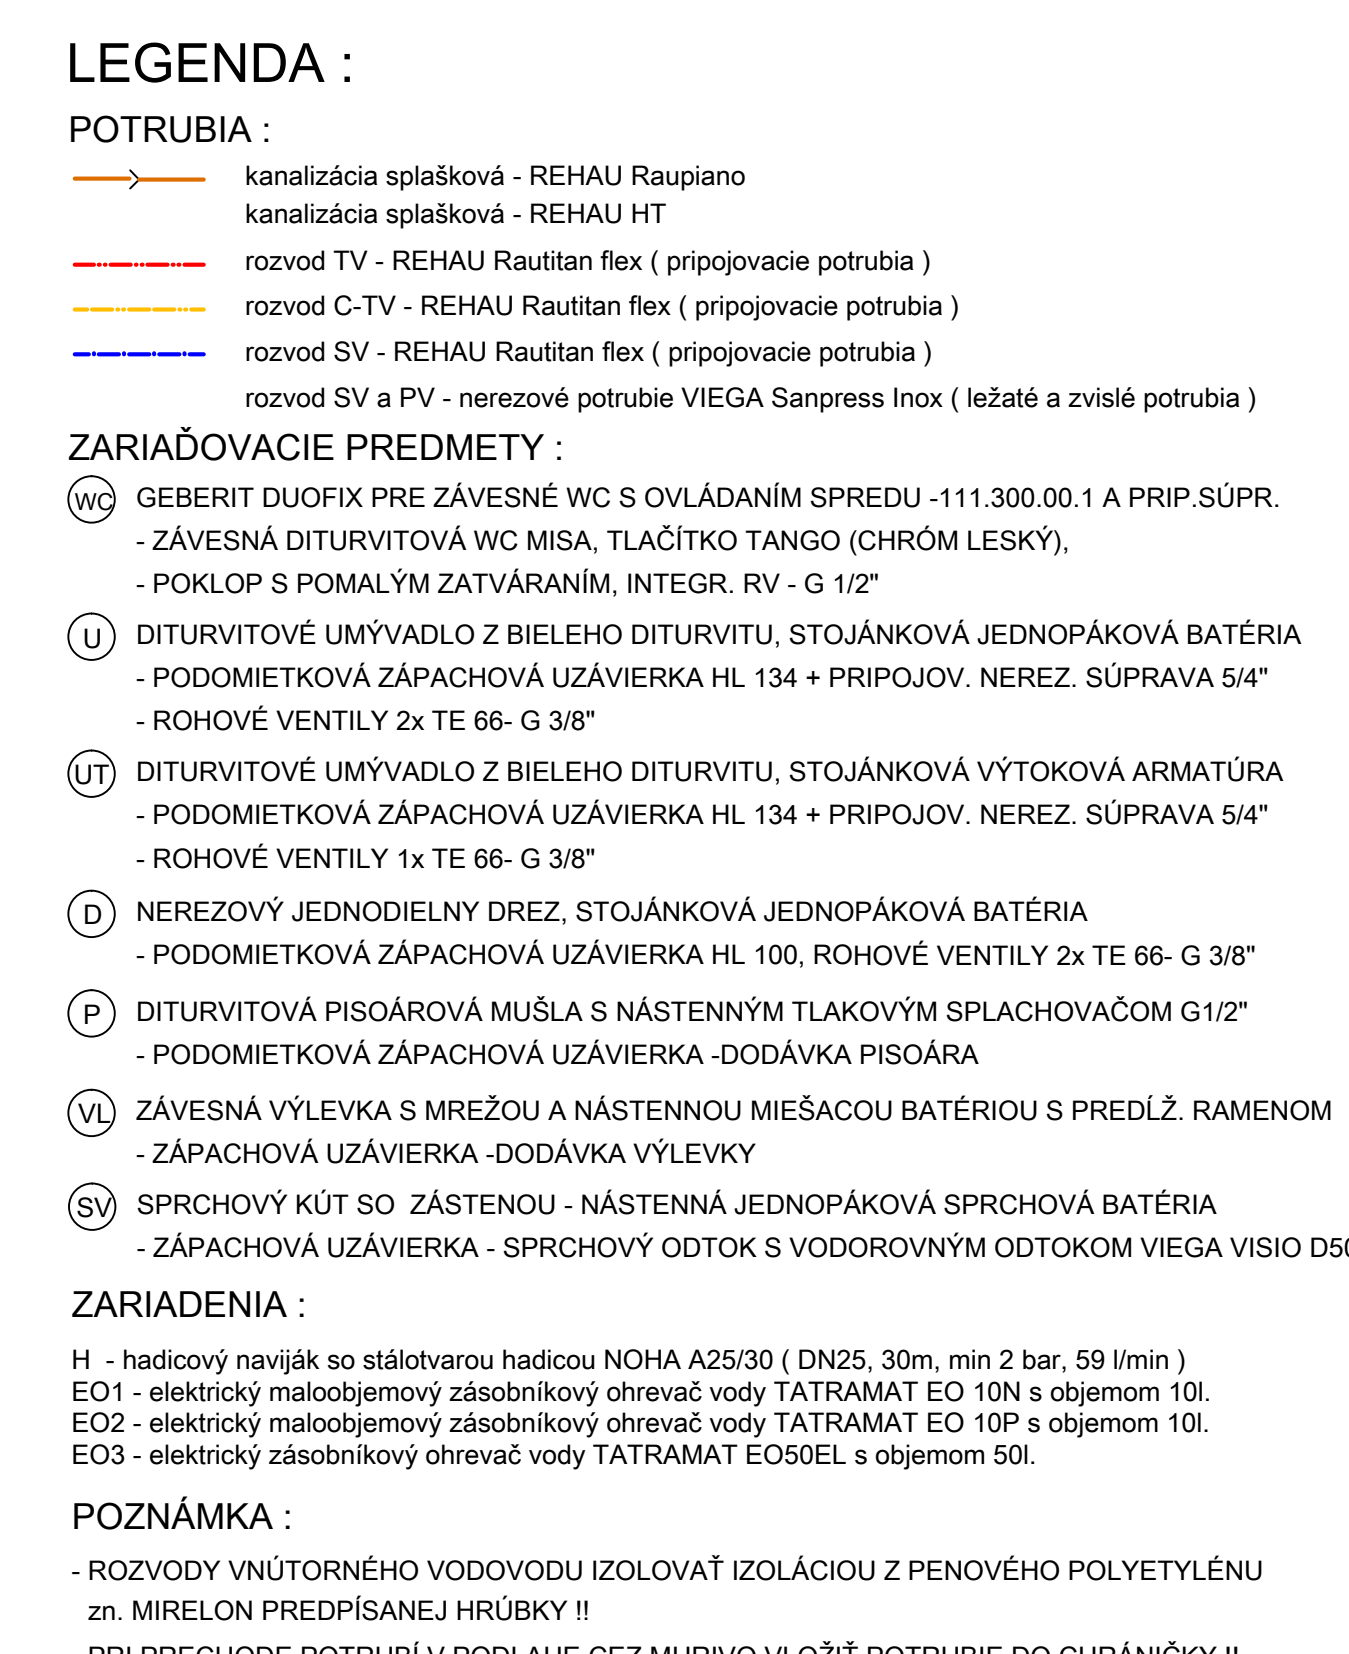 LEGENDA :
POTRUBIA :
kanalizácia splašková - REHAU Raupiano
kanalizácia splašková - REHAU HT
rozvod TV - REHAU Rautitan flex ( pripojovacie potrubia )
rozvod C-TV - REHAU Rautitan flex ( pripojovacie potrubia )
rozvod SV - REHAU Rautitan flex ( pripojovacie potrubia )
rozvod SV a PV - nerezové potrubie VIEGA Sanpress Inox ( ležaté a zvislé potrubia )
ZARIAĎOVACIE PREDMETY :
WC GEBERIT DUOFIX PRE ZÁVESNÉ WC S OVLÁDANÍM SPREDU -111.300.00.1 A PRIP.SÚPR.
- ZÁVESNÁ DITURVITOVÁ WC MISA, TLAČÍTKO TANGO (CHRÓM LESKÝ),
- POKLOP S POMALÝM ZATVÁRANÍM, INTEGR. RV - G 1/2"
U DITURVITOVÉ UMÝVADLO Z BIELEHO DITURVITU, STOJÁNKOVÁ JEDNOPÁKOVÁ BATÉRIA
- PODOMIETKOVÁ ZÁPACHOVÁ UZÁVIERKA HL 134 + PRIPOJOV. NEREZ. SÚPRAVA 5/4"
- ROHOVÉ VENTILY 2x TE 66- G 3/8"
UT DITURVITOVÉ UMÝVADLO Z BIELEHO DITURVITU, STOJÁNKOVÁ VÝTOKOVÁ ARMATÚRA
- PODOMIETKOVÁ ZÁPACHOVÁ UZÁVIERKA HL 134 + PRIPOJOV. NEREZ. SÚPRAVA 5/4"
- ROHOVÉ VENTILY 1x TE 66- G 3/8"
D NEREZOVÝ JEDNODIELNY DREZ, STOJÁNKOVÁ JEDNOPÁKOVÁ BATÉRIA
- PODOMIETKOVÁ ZÁPACHOVÁ UZÁVIERKA HL 100, ROHOVÉ VENTILY 2x TE 66- G 3/8"
P DITURVITOVÁ PISOÁROVÁ MUŠLA S NÁSTENNÝM TLAKOVÝM SPLACHOVAČOM G1/2"
- PODOMIETKOVÁ ZÁPACHOVÁ UZÁVIERKA -DODÁVKA PISOÁRA
VL ZÁVESNÁ VÝLEVKA S MREŽOU A NÁSTENNOU MIEŠACOU BATÉRIOU S PREDĹŽ. RAMENOM
- ZÁPACHOVÁ UZÁVIERKA -DODÁVKA VÝLEVKY
SV SPRCHOVÝ KÚT SO ZÁSTENOU - NÁSTENNÁ JEDNOPÁKOVÁ SPRCHOVÁ BATÉRIA
- ZÁPACHOVÁ UZÁVIERKA - SPRCHOVÝ ODTOK S VODOROVNÝM ODTOKOM VIEGA VISIO D50
ZARIADENIA :
H - hadicový naviják so stálotvarou hadicou NOHA A25/30 ( DN25, 30m, min 2 bar, 59 l/min )
EO1 - elektrický maloobjemový zásobníkový ohrevač vody TATRAMAT EO 10N s objemom 10l.
EO2 - elektrický maloobjemový zásobníkový ohrevač vody TATRAMAT EO 10P s objemom 10l.
EO3 - elektrický zásobníkový ohrevač vody TATRAMAT EO50EL s objemom 50l.
POZNÁMKA :
- ROZVODY VNÚTORNÉHO VODOVODU IZOLOVAŤ IZOLÁCIOU Z PENOVÉHO POLYETYLÉNU
zn. MIRELON PREDPÍSANEJ HRÚBKY !!
PRI PRECHODE POTRUBÍ V PODLAHE CEZ MURIVO VLOŽIŤ POTRUBIE DO CHRÁNIČKY !!